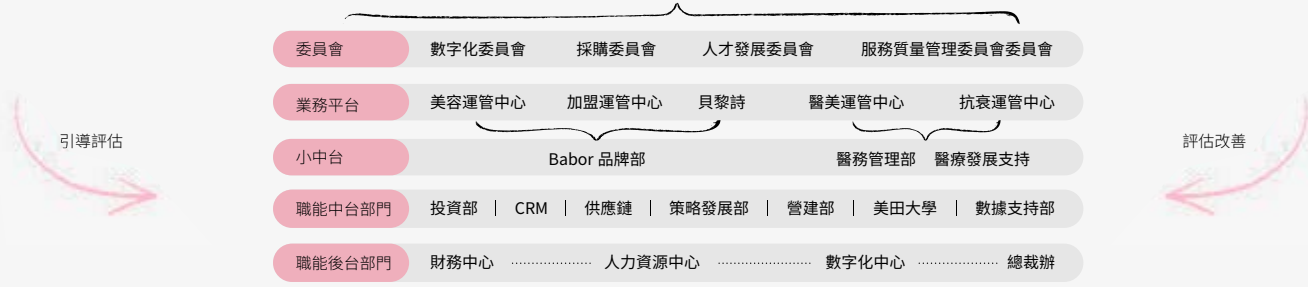 委員會 數字化委員會 採購委員會 人才發展委員會 服務質量管理委員會委員會
業務平台 美容運管中心 加盟運管中心 貝黎詩 醫美運管中心 抗衰運管中心
引導評估
評估改善
小中台 Babor 品牌部 醫務管理部 醫療發展支持
職能中台部門 投資部 | CRM | 供應鏈 | 策略發展部 | 營建部 | 美田大學 | 數據支持部
職能後台部門 財務中心 人力資源中心 數字化中心 總裁辦